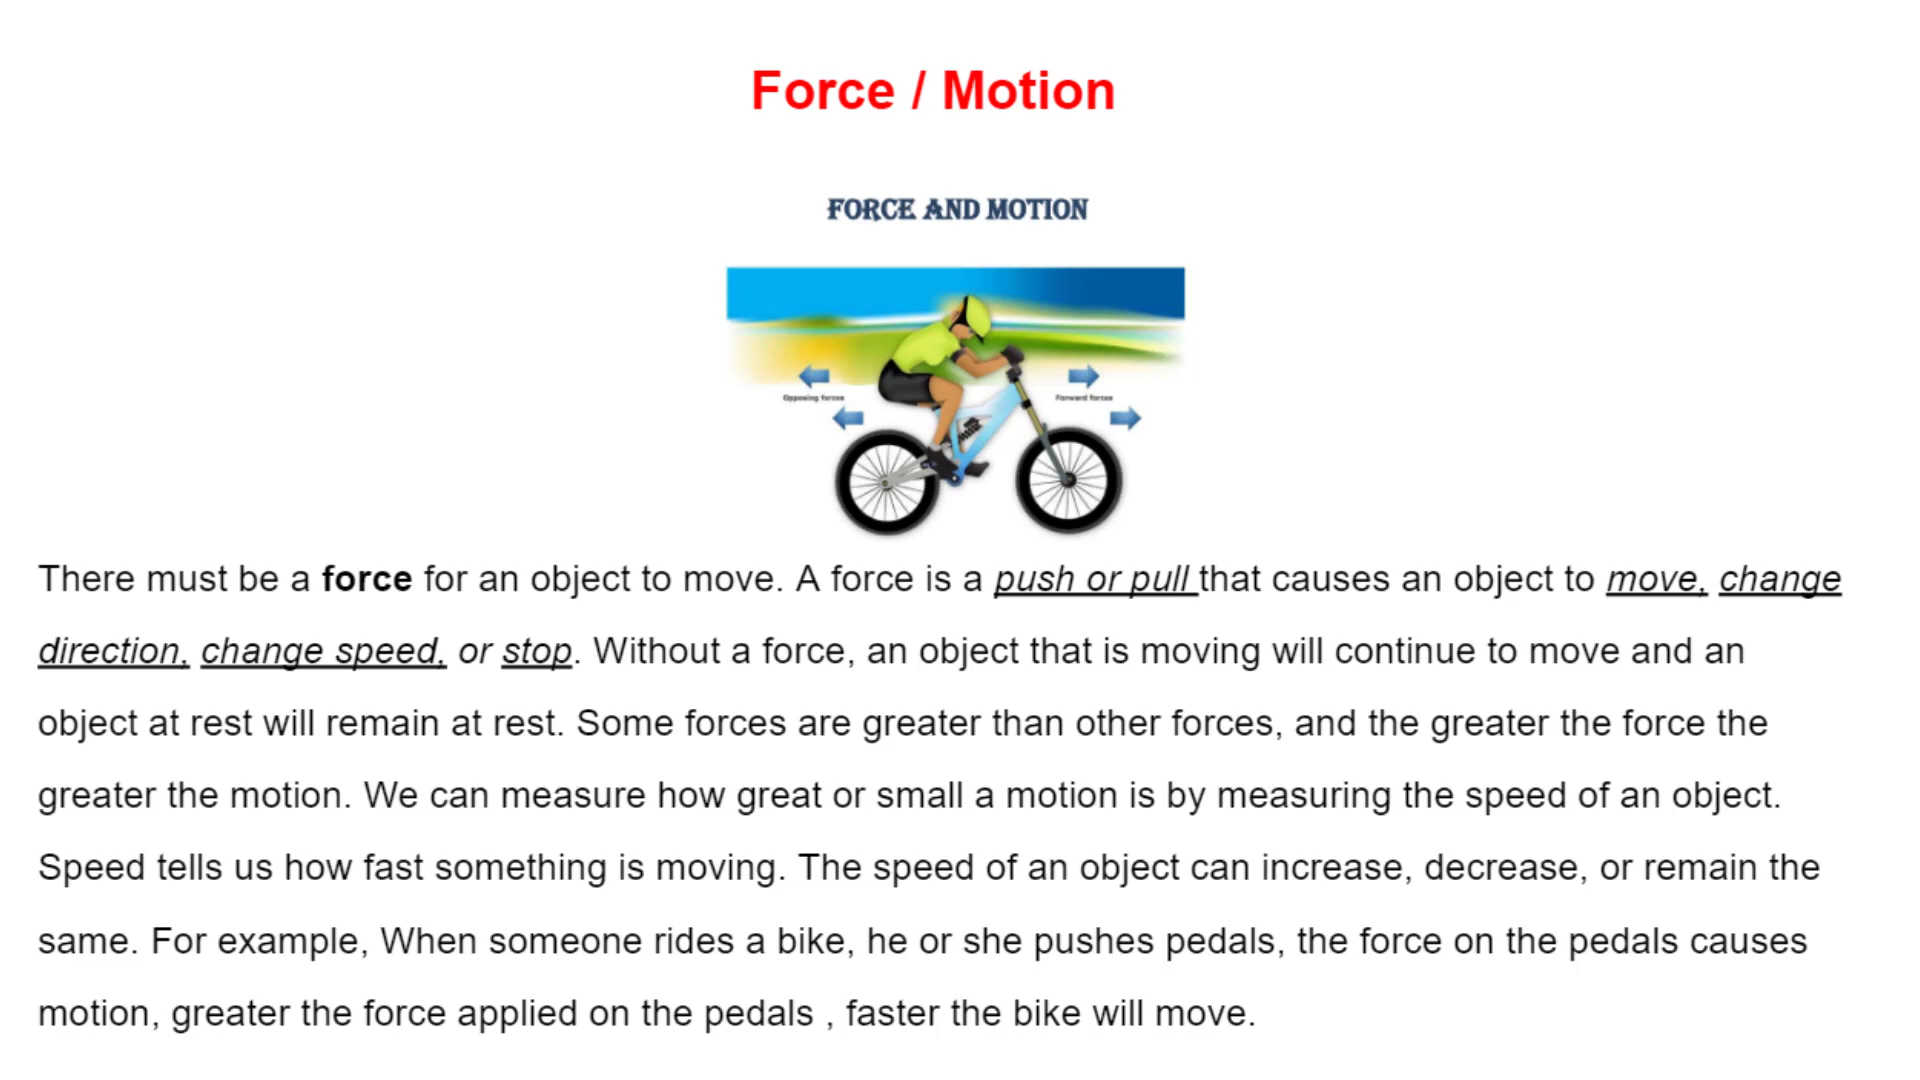 Force / Motion
FORCE AND MOTION
Opposing forces
Forward forces
There must be a force for an object to move. A force is a push or pull that causes an object to move, change
direction, change speed, or stop. Without a force, an object that is moving will continue to move and an
object at rest will remain at rest. Some forces are greater than other forces, and the greater the force the
greater the motion. We can measure how great or small a motion is by measuring the speed of an object.
Speed tells us how fast something is moving. The speed of an object can increase, decrease, or remain the
same. For example, When someone rides a bike, he or she pushes pedals, the force on the pedals causes
motion, greater the force applied on the pedals , faster the bike will move.